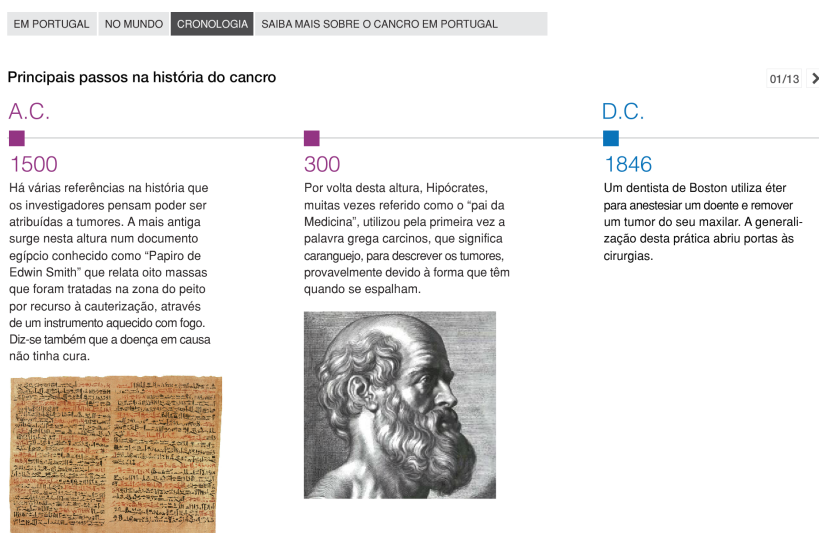 EM PORTUGAL
NO MUNDO
CRONOLOGIA
SAIBA MAIS SOBRE O CANCRO EM PORTUGAL
Principais passos na história do cancro
01/13
A.C.
D.C.
1500
Há várias referências na história que
os investigadores pensam poder ser
atribuídas a tumores. A mais antiga
surge nesta altura num documento
egípcio conhecido como “Papiro de
Edwin Smith” que relata oito massas
que foram tratadas na zona do peito
por recurso à cauterização, através
de um instrumento aquecido com fogo.
Diz-se também que a doença em causa
não tinha cura.
300
Por volta desta altura, Hipócrates,
muitas vezes referido como o “pai da
Medicina”, utilizou pela primeira vez a
palavra grega carcinos, que significa
caranguejo, para descrever os tumores,
provavelmente devido à forma que têm
quando se espalham.
1846
Um dentista de Boston utiliza éter
para anestesiar um doente e remover
um tumor do seu maxilar. A generali-
zação desta prática abriu portas às
cirurgias.